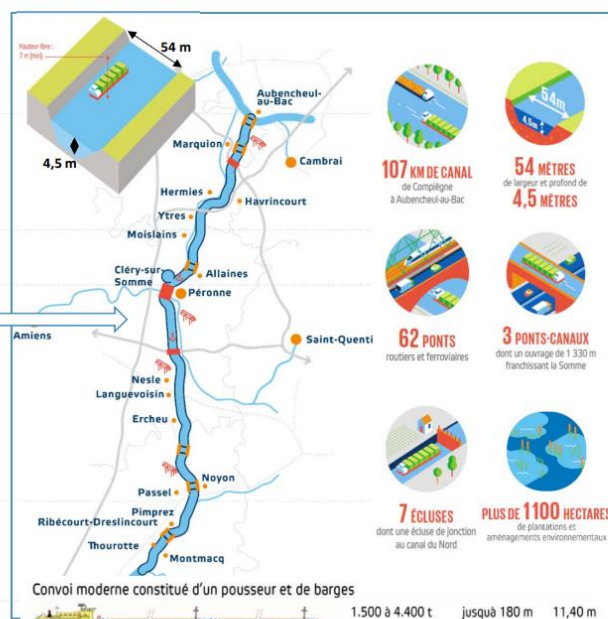 54 m
Hauteur libre :
7 m (min)
4,5 m
Aubencheul-
au-Bac
Marquion
Cambrai
Hermies
Havrincourt
Ytres
Moislains
Cléry-sur-
Somme
Allaines
Péronne
Amiens
Saint-Quenti
Nesle
Languevoisin
Ercheu
Noyon
Passel
Pimprez
Ribécourt-Dreslincourt
Thourotte
Montmacq
107 KM DE CANAL
de Compiègne
à Aubencheul-au-Bac
54m
4,5m
54 MÈTRES
de largeur et profond de
4,5 MÈTRES
62 PONTS
routiers et ferroviaires
3 PONTS-CANAUX
dont un ouvrage de 1 330 m
franchissant la Somme
7 ÉCLUSES
dont une écluse de jonction
au canal du Nord
PLUS DE 1100 HECTARES
de plantations et
aménagements environnementaux
Convoi moderne constitué d'un pousseur et de barges
1.500 à 4.400 t jusquà 180 m 11,40 m